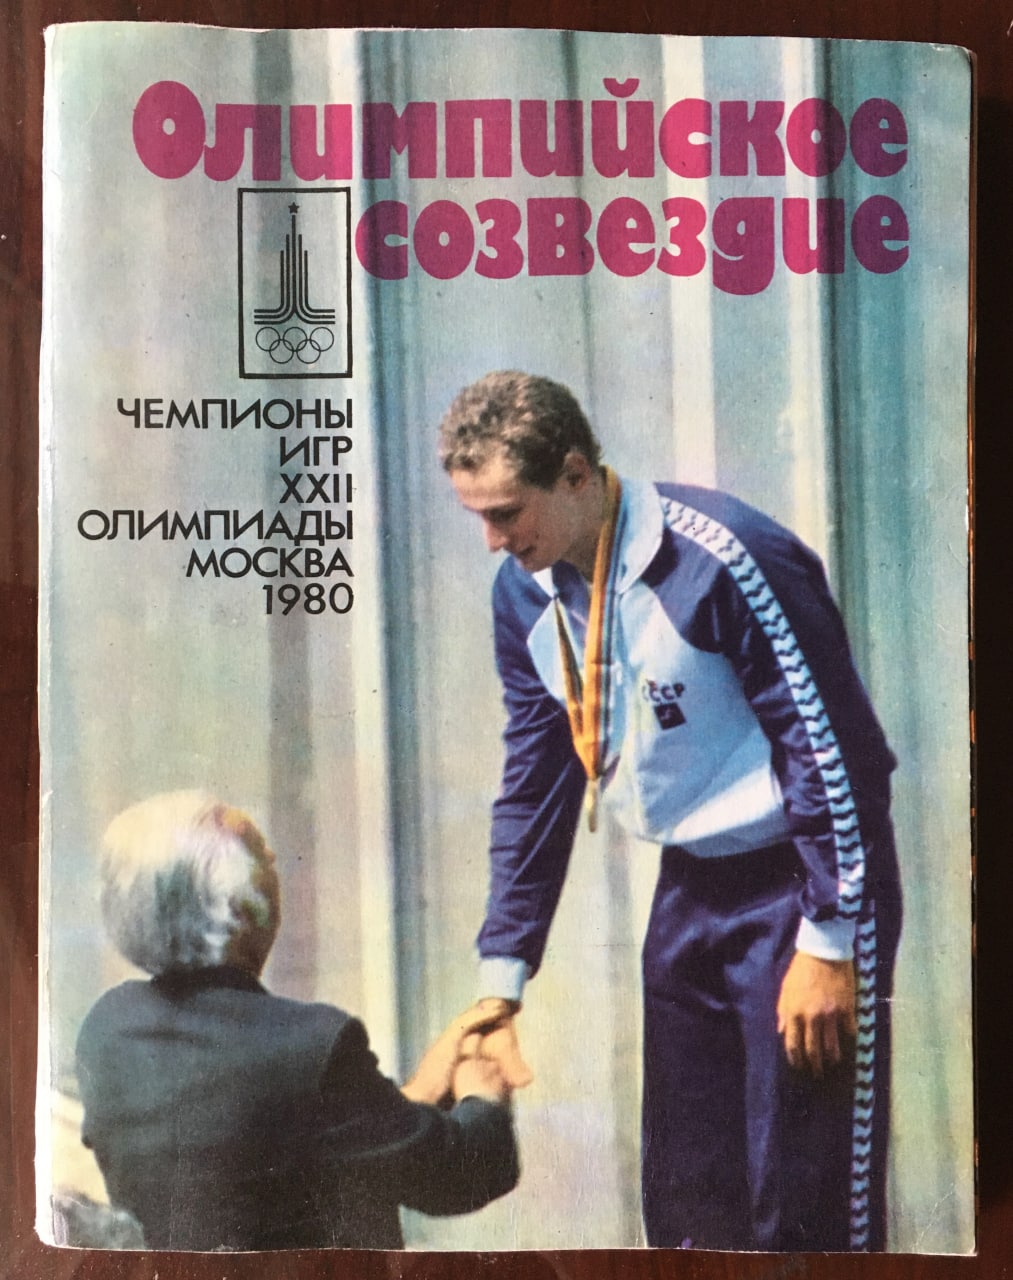 Олимпийское
созвездие
ЧЕМПИОНЫ
ИГР
XXII
ОЛИМПИАДЫ
МОСКВА
1980
СССР